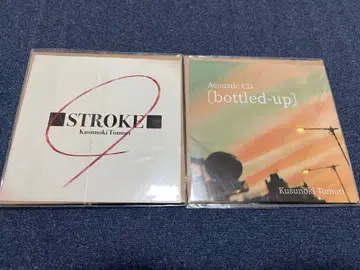 STROKE
Kusunoki Tomori
Acoustic CD
[bottled-up]
Kusunoki Tomori